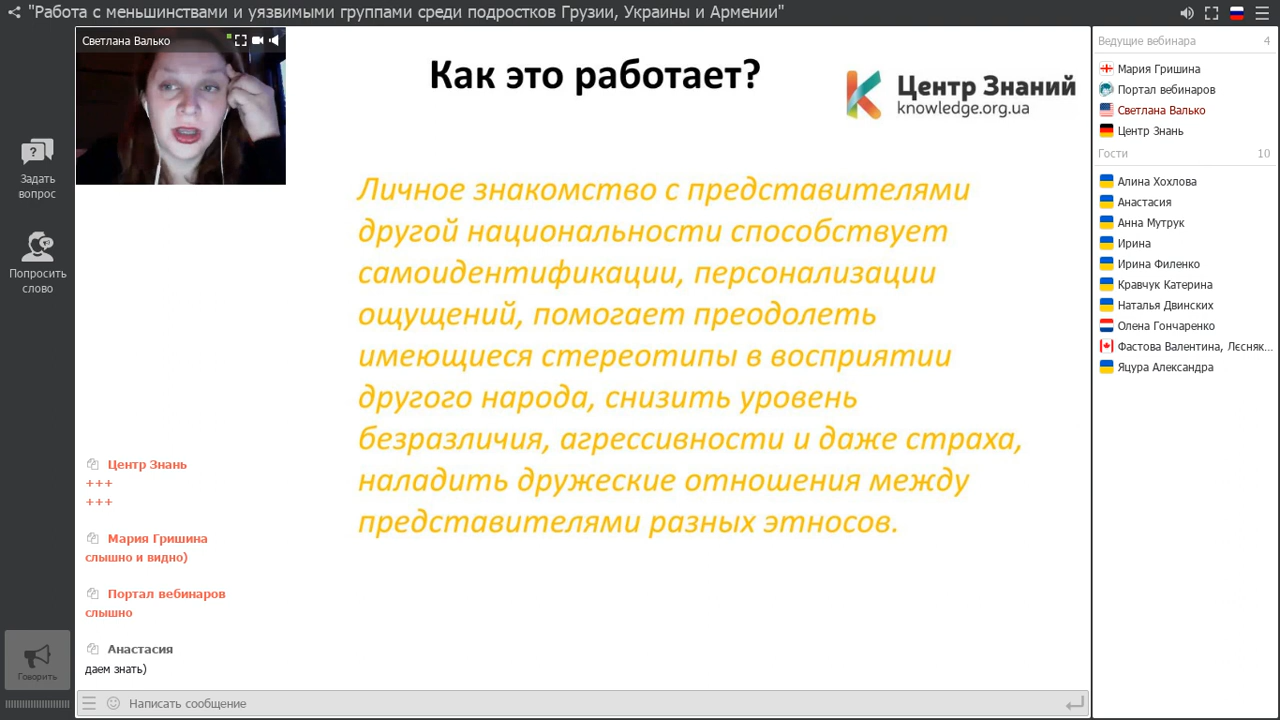 "Работа с меньшинствами и уязвимыми группами среди подростков Грузии, Украины и Армении"
Светлана Валько
Задать
вопрос
Попросить
слово
Говорить
Как это работает?
Центр Знаний
knowledge.org.ua
Личное знакомство с представителями
другой национальности способствует
самоидентификации, персонализации
ощущений, помогает преодолеть
имеющиеся стереотипы в восприятии
другого народа, снизить уровень
безразличия, агрессивности и даже страха,
наладить дружеские отношения между
представителями разных этносов.
Центр Знань
+++
+++
Мария Гришина
слышно и видно)
Портал вебинаров
слышно
Анастасия
даем знать)
Написать сообщение
Ведущие вебинара 4
Мария Гришина
Портал вебинаров
Светлана Валько
Центр Знань
Гости 10
Алина Хохлова
Анастасия
Анна Мутрук
Ирина
Ирина Филенко
Кравчук Катерина
Наталья Двинских
Олена Гончаренко
Фастова Валентина, Лєсняк...
Яцура Александра